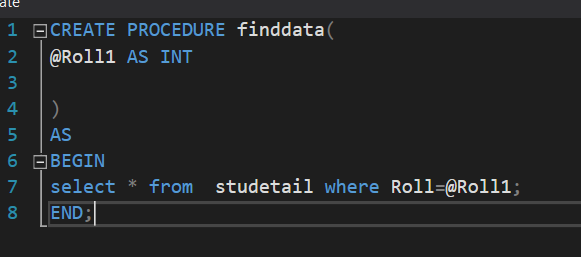 ate
1 CREATE PROCEDURE finddata(
2 @Roll1 AS INT
3
4 )
5 AS
6 BEGIN
7 select * from  studetail where Roll=@Roll1;
8 END;